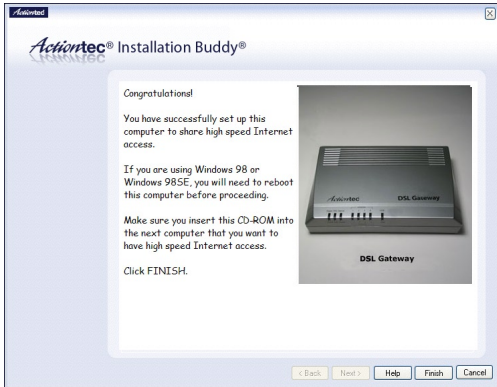 Actiontec
Actiontec® Installation Buddy®
Congratulations!
You have successfully set up this
computer to share high speed Internet
access.
If you are using Windows 98 or
Windows 98SE, you will need to reboot
this computer before proceeding.
Make sure you insert this CD-ROM into
the next computer that you want to
have high speed Internet access.
Click FINISH.
Actiontec DSL Gateway
DSL Gateway
< Back Next > Help Finish Cancel